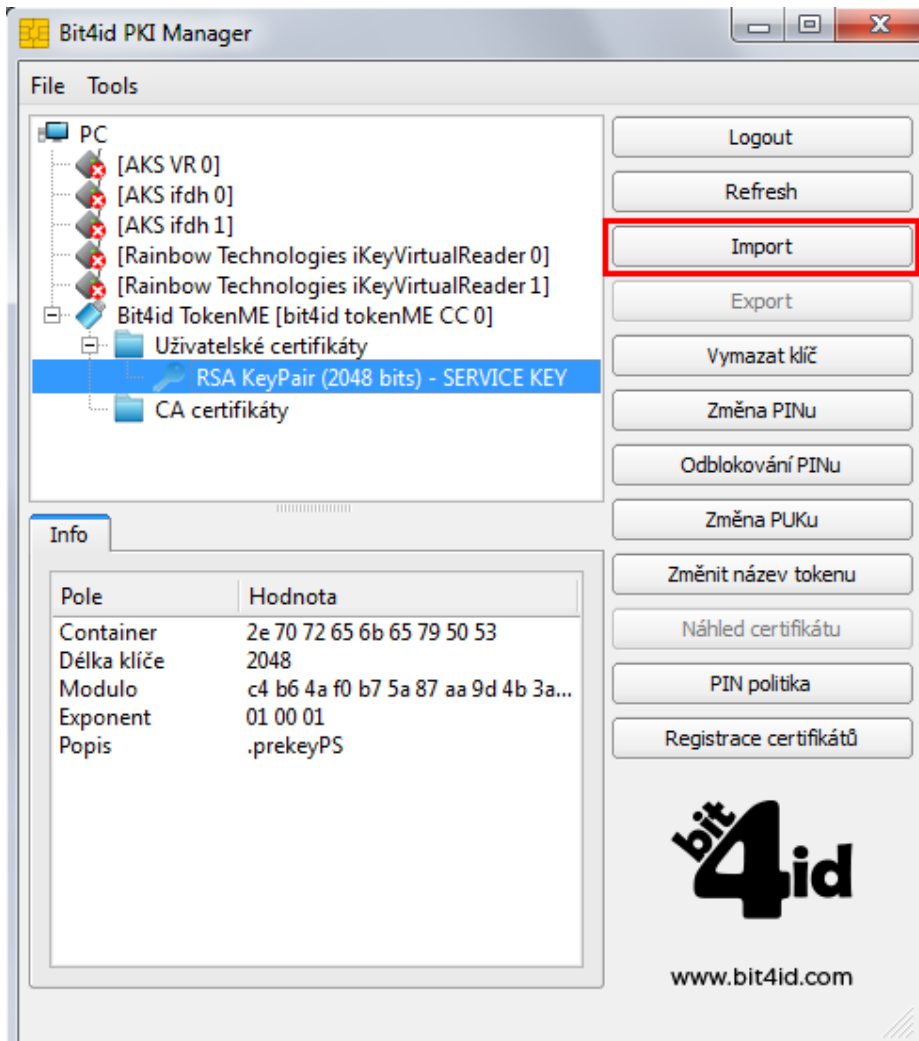 Bit4id PKI Manager
File Tools
PC
[AKS VR 0]
[AKS ifdh 0]
[AKS ifdh 1]
[Rainbow Technologies iKeyVirtualReader 0]
[Rainbow Technologies iKeyVirtualReader 1]
Bit4id TokenME [bit4id tokenME CC 0]
Uživatelské certifikáty
RSA KeyPair (2048 bits) - SERVICE KEY
CA certifikáty
Logout
Refresh
Import
Export
Vymazat klíč
Změna PINu
Odblokování PINu
Změna PUKu
Změnit název tokenu
Náhled certifikátu
PIN politika
Registrace certifikátů
Info
Pole Hodnota
Container 2e 70 72 65 6b 65 79 50 53
Délka klíče 2048
Modulo c4 b6 4a f0 b7 5a 87 aa 9d 4b 3a...
Exponent 01 00 01
Popis .prekeyPS
bit4id
www.bit4id.com